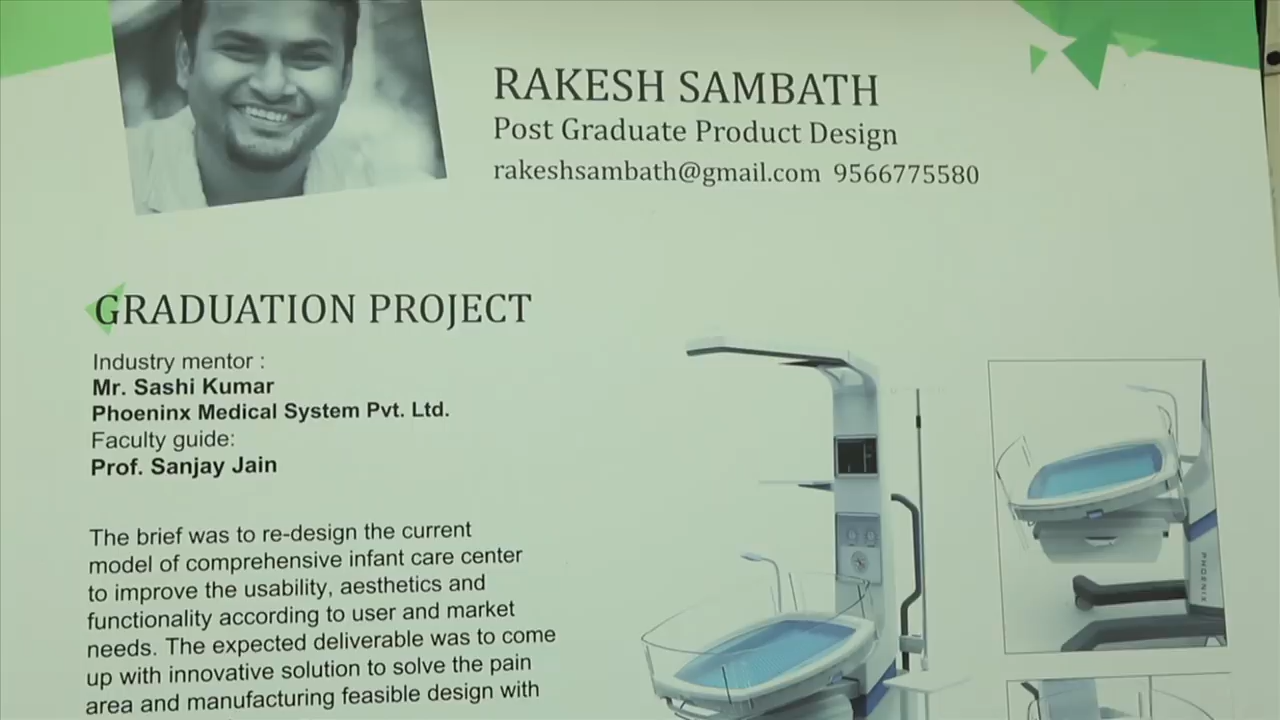 RAKESH SAMBATH
Post Graduate Product Design
rakeshsambath@gmail.com 9566775580
GRADUATION PROJECT
Industry mentor :
Mr. Sashi Kumar
Phoeninx Medical System Pvt. Ltd.
Faculty guide:
Prof. Sanjay Jain
The brief was to re-design the current
model of comprehensive infant care center
to improve the usability, aesthetics and
functionality according to user and market
needs. The expected deliverable was to come
up with innovative solution to solve the pain
area and manufacturing feasible design with
PHOENIX